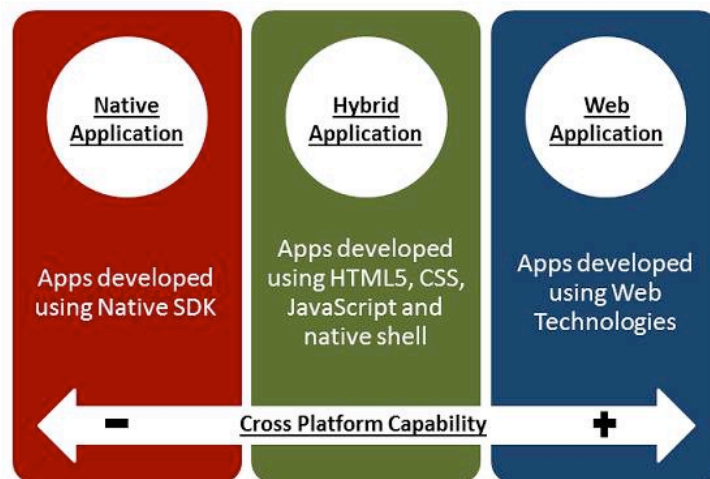 Native
Application
Hybrid
Application
Web
Application
Apps developed
using Native SDK
Apps developed
using HTML5, CSS,
JavaScript and
native shell
Apps developed
using Web
Technologies
- Cross Platform Capability +